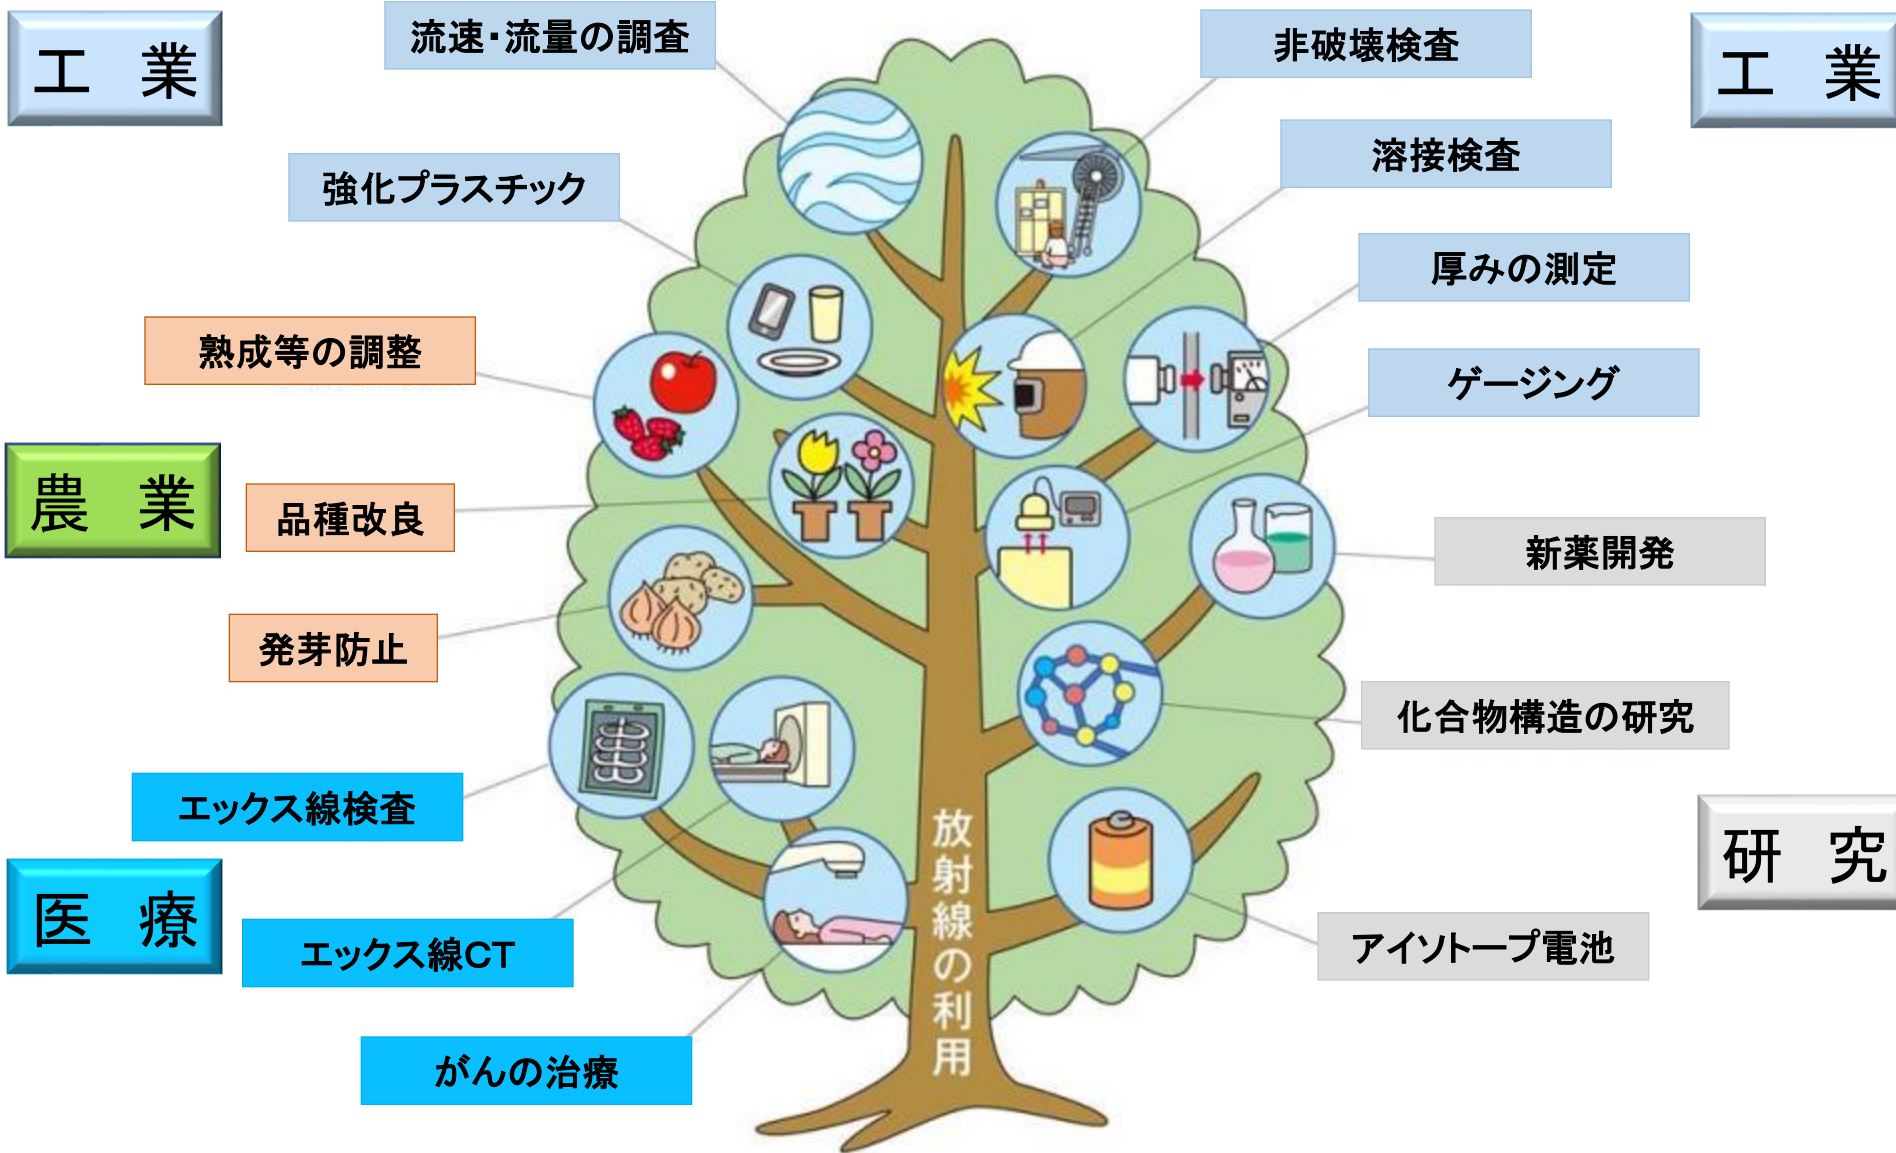 工 業
流速・流量の調査
強化プラスチック
熟成等の調整
農 業
品種改良
発芽防止
エックス線検査
医 療
エックス線CT
がんの治療
放射線の利用
工 業
非破壊検査
溶接検査
厚みの測定
ゲージング
新薬開発
化合物構造の研究
研 究
アイソトープ電池